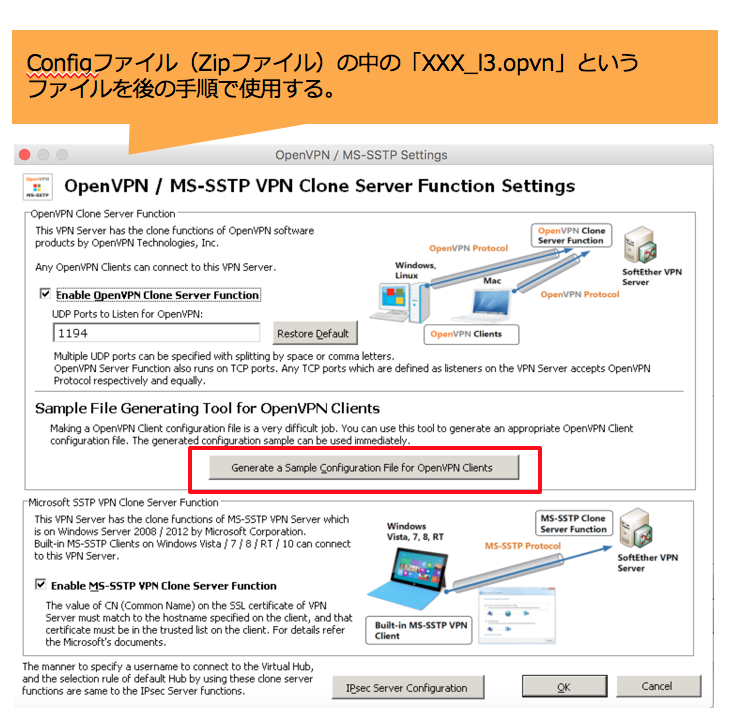 Configファイル（Zipファイル）の中の「XXX_l3.opvn」という
ファイルを後の手順で使用する。
OpenVPN / MS-SSTP Settings
OpenVPN
MS-SSTP
OpenVPN / MS-SSTP VPN Clone Server Function Settings
OpenVPN Clone Server Function
This VPN Server has the clone functions of OpenVPN software
products by OpenVPN Technologies, Inc.
Any OpenVPN Clients can connect to this VPN Server.
Enable OpenVPN Clone Server Function
UDP Ports to Listen for OpenVPN:
1194
Restore Default
OpenVPN Clone
Server Function
OpenVPN Protocol
Windows,
Linux
Mac
SoftEther VPN
Server
OpenVPN Protocol
OpenVPN Clients
Multiple UDP ports can be specified with splitting by space or comma letters.
OpenVPN Server Function also runs on TCP ports. Any TCP ports which are defined as listeners on the VPN Server accepts OpenVPN
Protocol respectively and equally.
Sample File Generating Tool for OpenVPN Clients
Making a OpenVPN Client configuration file is a very difficult job. You can use this tool to generate an appropriate OpenVPN Client
configuration file. The generated configuration sample can be used immediately.
Generate a Sample Configuration File for OpenVPN Clients
Microsoft SSTP VPN Clone Server Function
This VPN Server has the clone functions of MS-SSTP VPN Server which
is on Windows Server 2008 / 2012 by Microsoft Corporation.
Built-in MS-SSTP Clients on Windows Vista / 7 / 8 / RT / 10 can connect
to this VPN Server.
Enable MS-SSTP VPN Clone Server Function
The value of CN (Common Name) on the SSL certificate of VPN
Server must match to the hostname specified on the client, and that
certificate must be in the trusted list on the client. For details refer
the Microsoft's documents.
Windows
Vista, 7, 8, RT
MS-SSTP Clone
Server Function
MS-SSTP Protocol
SoftEther VPN
Server
Built-in MS-SSTP VPN
Client
The manner to specify a username to connect to the Virtual Hub,
and the selection rule of default Hub by using these clone server
functions are same to the IPsec Server functions.
IPsec Server Configuration
OK
Cancel